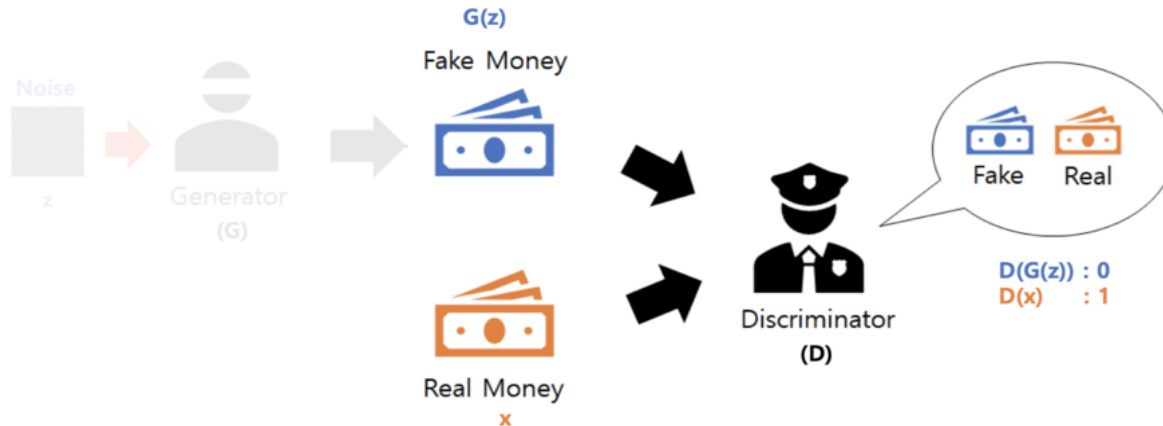 G(z)
Fake Money
Noise
z
Generator
(G)
Fake Real
D(G(z)) : 0
D(x) : 1
Discriminator
(D)
Real Money
x